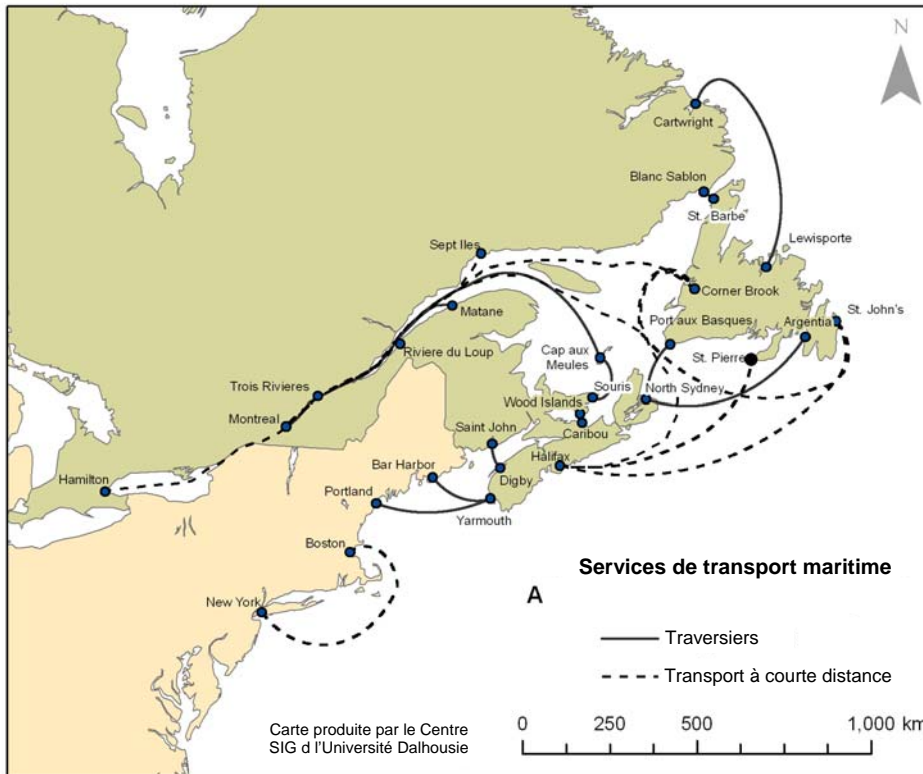 N
Cartwright
Blanc Sablon
St. Barbe
Sept Iles
Lewisporte
Corner Brook
St. John's
Matane
Port aux Basques
Argentia
Riviere du Loup
Cap aux
Meules
St. Pierre
Trois Rivieres
Souris
North Sydney
Wood Islands
Montreal
Saint John
Caribou
Bar Harbor
Halifax
Hamilton
Digby
Portland
Yarmouth
Boston
Services de transport maritime
A
New York
Traversiers
Transport à courte distance
Carte produite par le Centre
SIG d l'Université Dalhousie
0 250 500 1,000 km